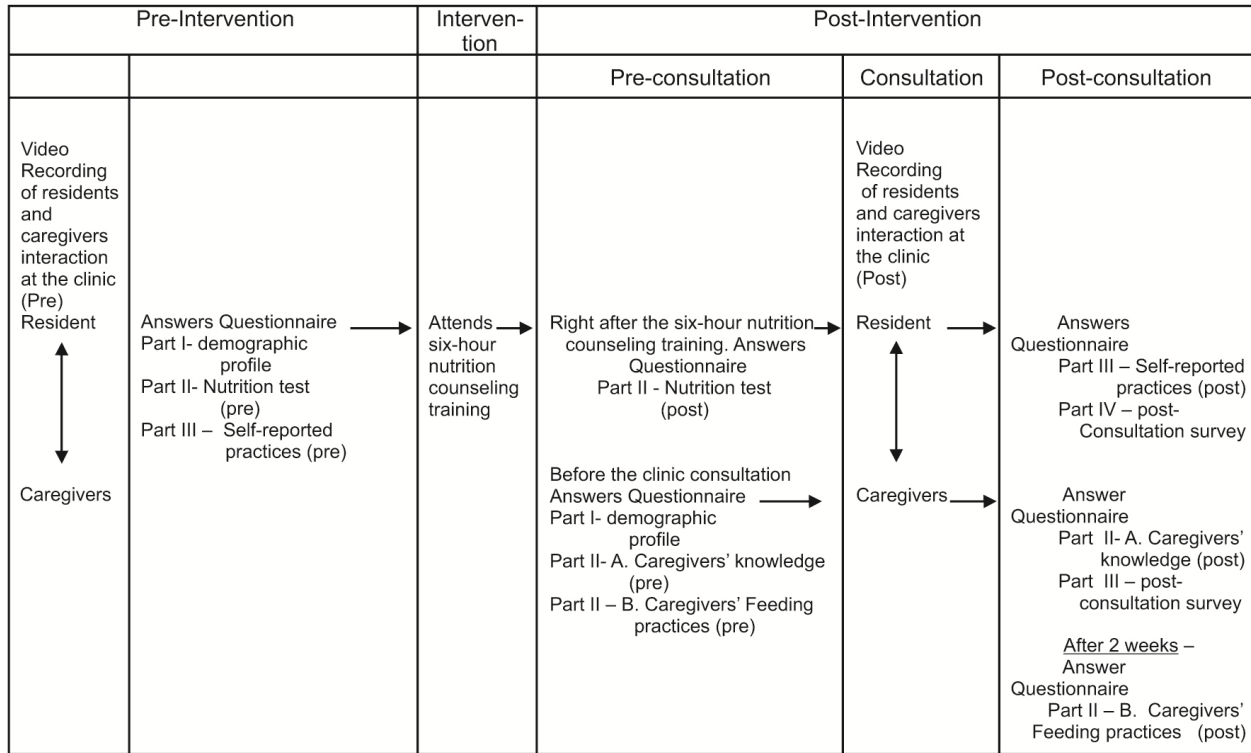 Pre-Intervention
Interven-
tion
Post-Intervention
Pre-consultation
Consultation
Post-consultation
Video
Recording
of residents
and
caregivers
interaction
at the clinic
(Pre)
Resident
Caregivers
Answers Questionnaire
Part I- demographic
profile
Part II- Nutrition test
(pre)
Part III – Self-reported
practices (pre)
Attends
six-hour
nutrition
counseling
training
Right after the six-hour nutrition
counseling training. Answers
Questionnaire
Part II - Nutrition test
(post)
Before the clinic consultation
Answers Questionnaire
Part I- demographic
profile
Part II- A. Caregivers’ knowledge
(pre)
Part II – B. Caregivers’ Feeding
practices (pre)
Video
Recording
of residents
and caregivers
interaction at
the clinic
(Post)
Resident
Caregivers
Answers
Questionnaire
Part III – Self-reported
practices (post)
Part IV – post-
Consultation survey
Answer
Questionnaire
Part II- A. Caregivers’
knowledge (post)
Part III – post-
consultation survey
After 2 weeks –
Answer
Questionnaire
Part II – B. Caregivers’
Feeding practices (post)